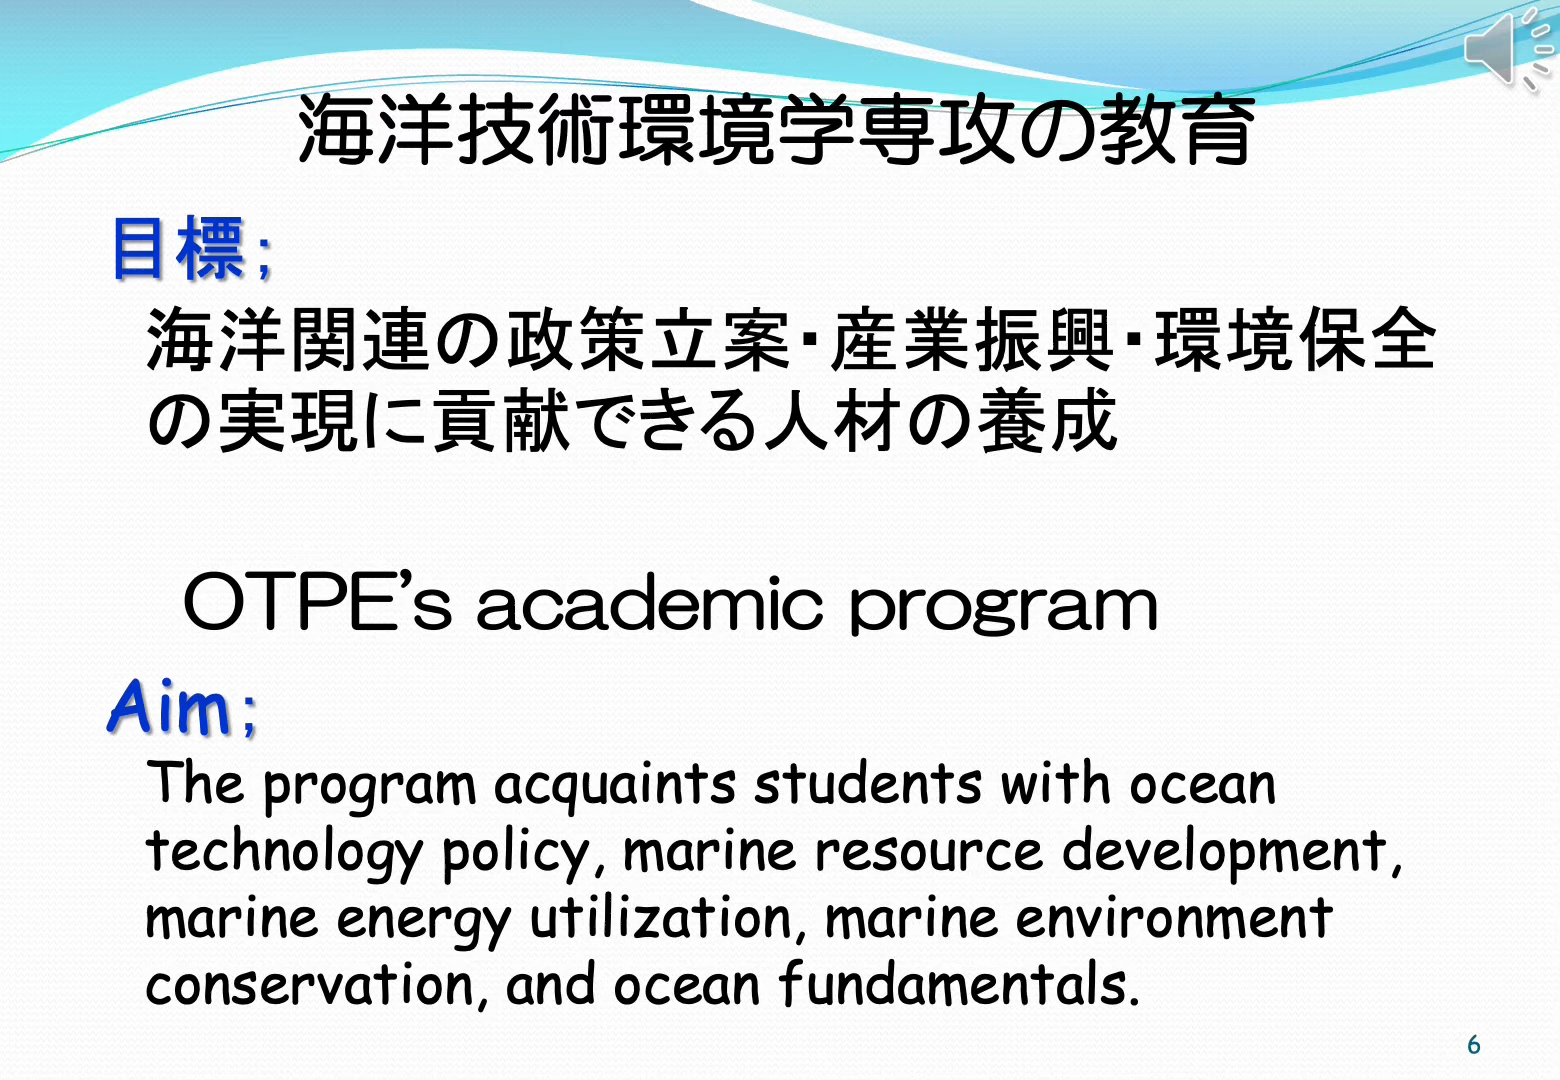 海洋技術環境学専攻の教育
目標；
海洋関連の政策立案・産業振興・環境保全
の実現に貢献できる人材の養成
OTPE’s academic program
Aim；
The program acquaints students with ocean
technology policy, marine resource development,
marine energy utilization, marine environment
conservation, and ocean fundamentals.
6